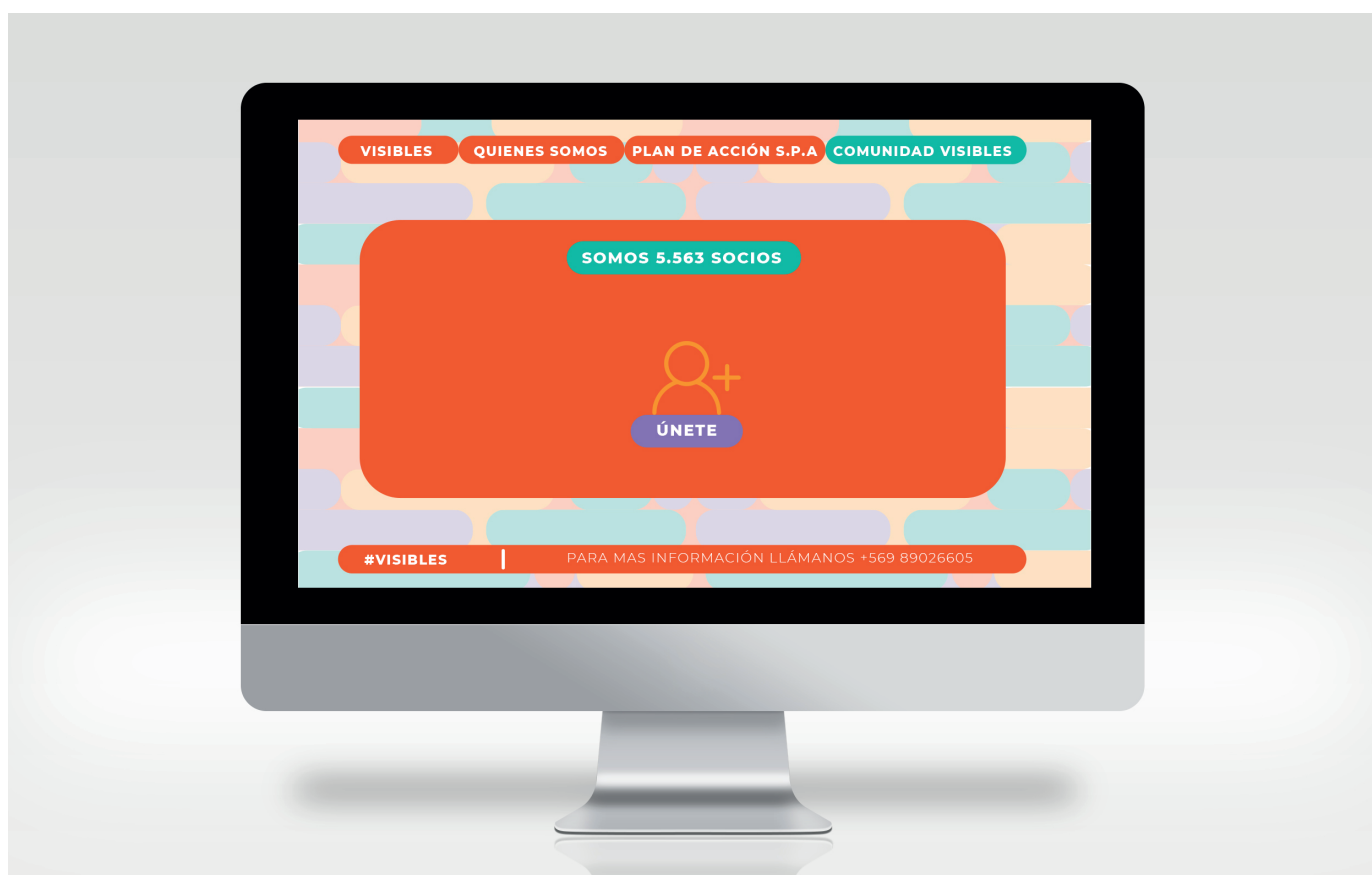 VISIBLES
QUIENES SOMOS
PLAN DE ACCIÓN S.P.A
COMUNIDAD VISIBLES
SOMOS 5.563 SOCIOS
ÚNETE
#VISIBLES
PARA MAS INFORMACIÓN LLÁMANOS +569 89026605